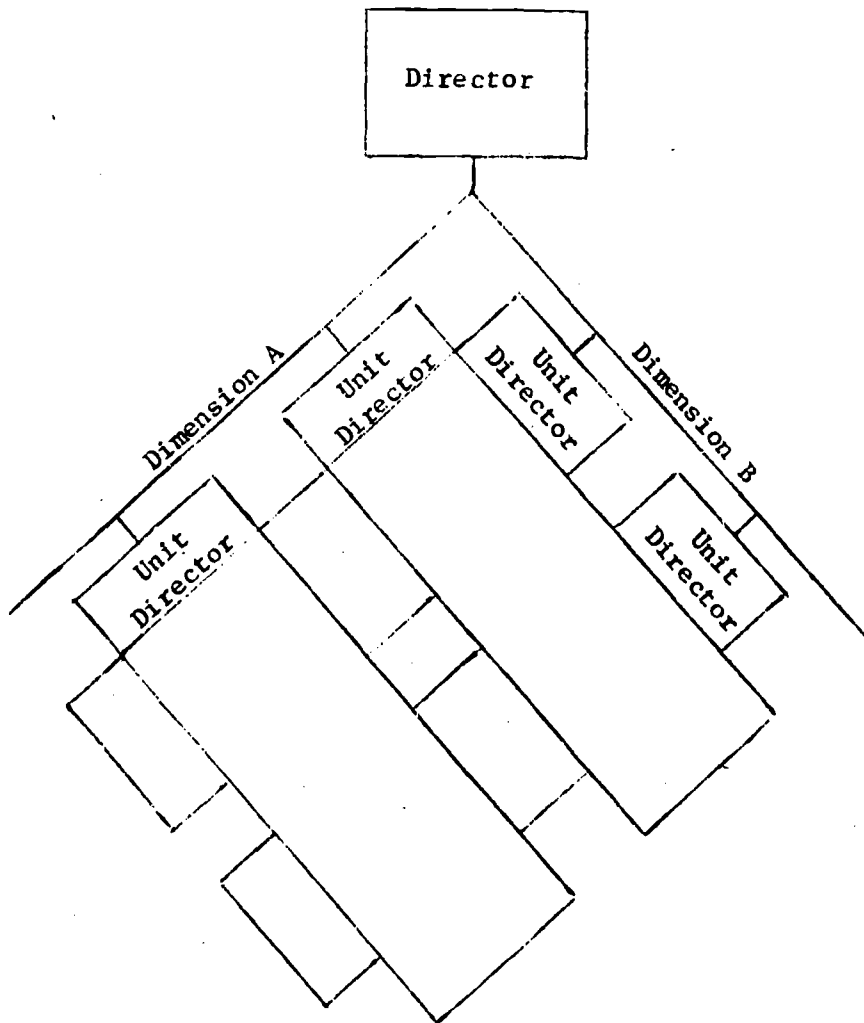 Director
Dimension A
Unit
Director
Unit
Director
Dimension B
Unit
Director
Unit
Director